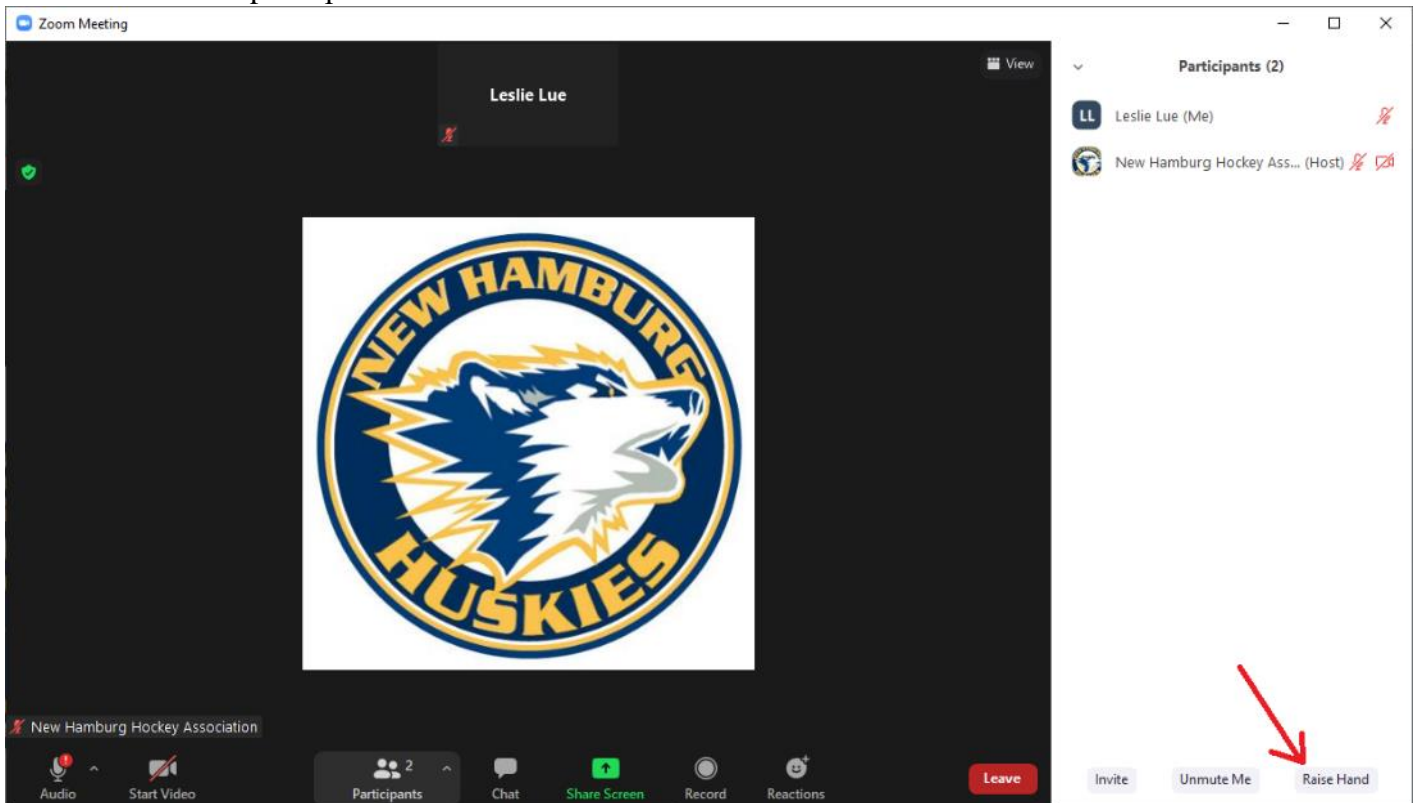 Zoom Meeting
View
Leslie Lue
Participants (2)
LL Leslie Lue (Me)
New Hamburg Hockey Ass... (Host)
NEW HAMBURG
HUSKIES
New Hamburg Hockey Association
2
Audio Start Video Participants Chat Share Screen Record Reactions Leave
Invite Unmute Me Raise Hand